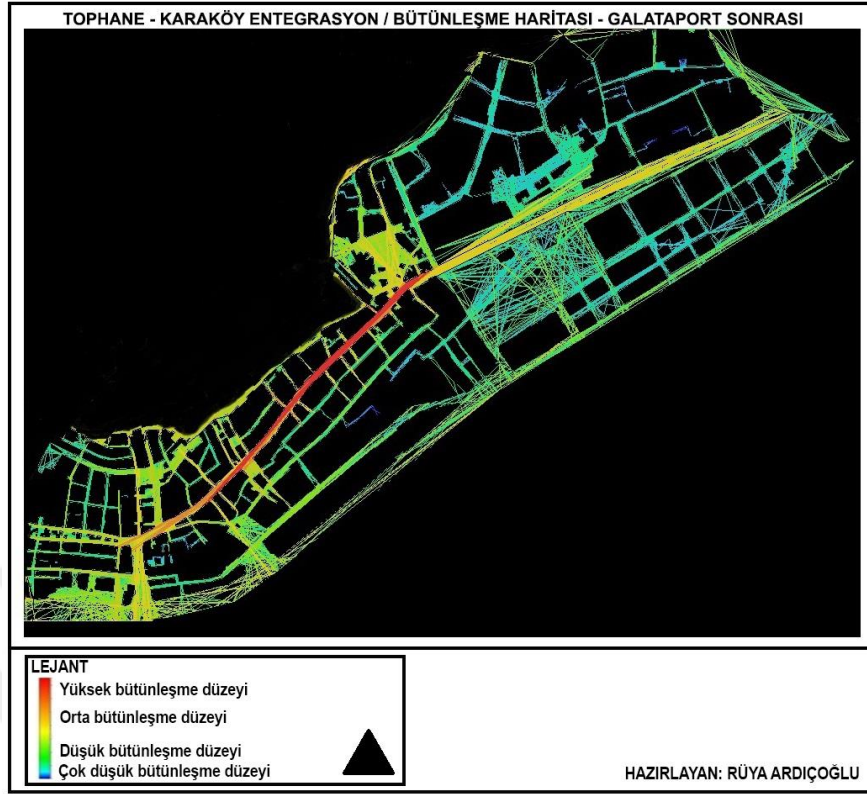 TOPHANE - KARAKÖY ENTEGRASYON / BÜTÜNLEŞME HARİTASI - GALATAPORT SONRASI
LEJANT
Yüksek bütünleşme düzeyi
Orta bütünleşme düzeyi
Düşük bütünleşme düzeyi
Çok düşük bütünleşme düzeyi
HAZIRLAYAN: RÜYA ARDIÇOĞLU